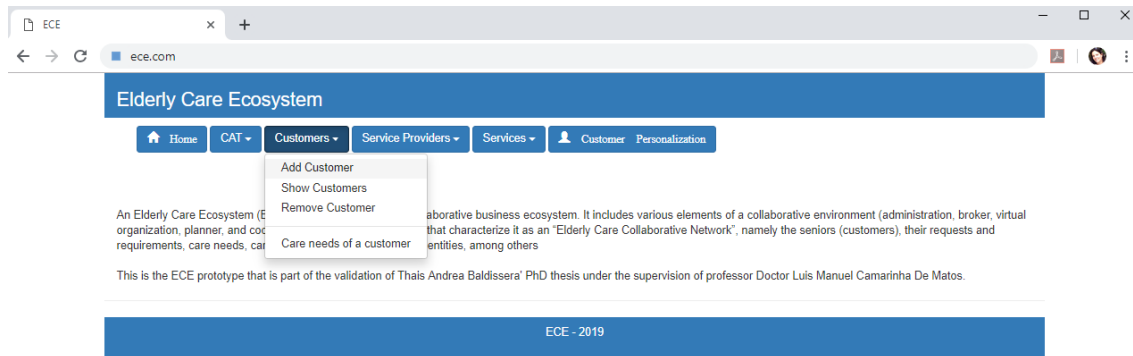 ECE
ece.com
Elderly Care Ecosystem
Home CAT Customers Service Providers Services Customer Personalization
Add Customer
Show Customers
Remove Customer
Care needs of a customer
An Elderly Care Ecosystem (E aborative business ecosystem. It includes various elements of a collaborative environment (administration, broker, virtual
organization, planner, and coo that characterize it as an “Elderly Care Collaborative Network”, namely the seniors (customers), their requests and
requirements, care needs, car entities, among others
This is the ECE prototype that is part of the validation of Thais Andrea Baldissera' PhD thesis under the supervision of professor Doctor Luis Manuel Camarinha De Matos.
ECE - 2019